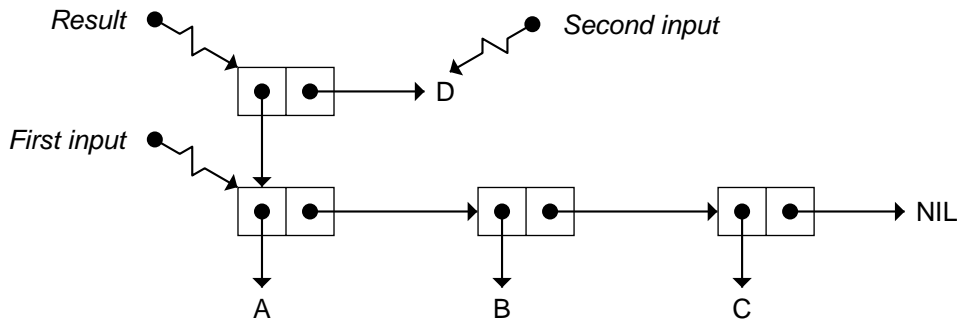 Result
Second input
D
First input
NIL
A
B
C